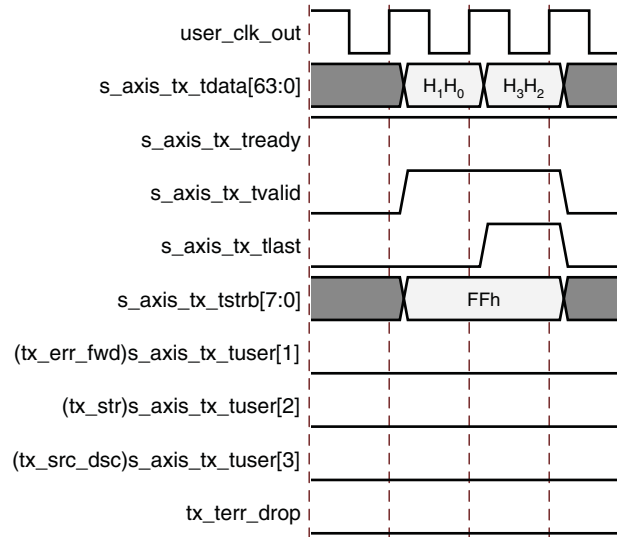 user_clk_out
s_axis_tx_tdata[63:0] H₁H₀ H₃H₂
s_axis_tx_tready
s_axis_tx_tvalid
s_axis_tx_tlast
s_axis_tx_tstrb[7:0] FFh
(tx_err_fwd)s_axis_tx_tuser[1]
(tx_str)s_axis_tx_tuser[2]
(tx_src_dsc)s_axis_tx_tuser[3]
tx_terr_drop